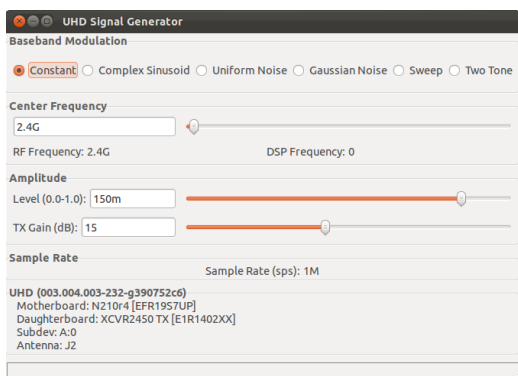 UHD Signal Generator
Baseband Modulation
Constant Complex Sinusoid Uniform Noise Gaussian Noise Sweep Two Tone
Center Frequency
2.4G
RF Frequency: 2.4G DSP Frequency: 0
Amplitude
Level (0.0-1.0): 150m
TX Gain (dB): 15
Sample Rate
Sample Rate (sps): 1M
UHD (003.004.003-232-g390752c6)
Motherboard: N210r4 [EFR19S7UP]
Daughterboard: XCVR2450 TX [E1R1402XX]
Subdev: A:0
Antenna: J2